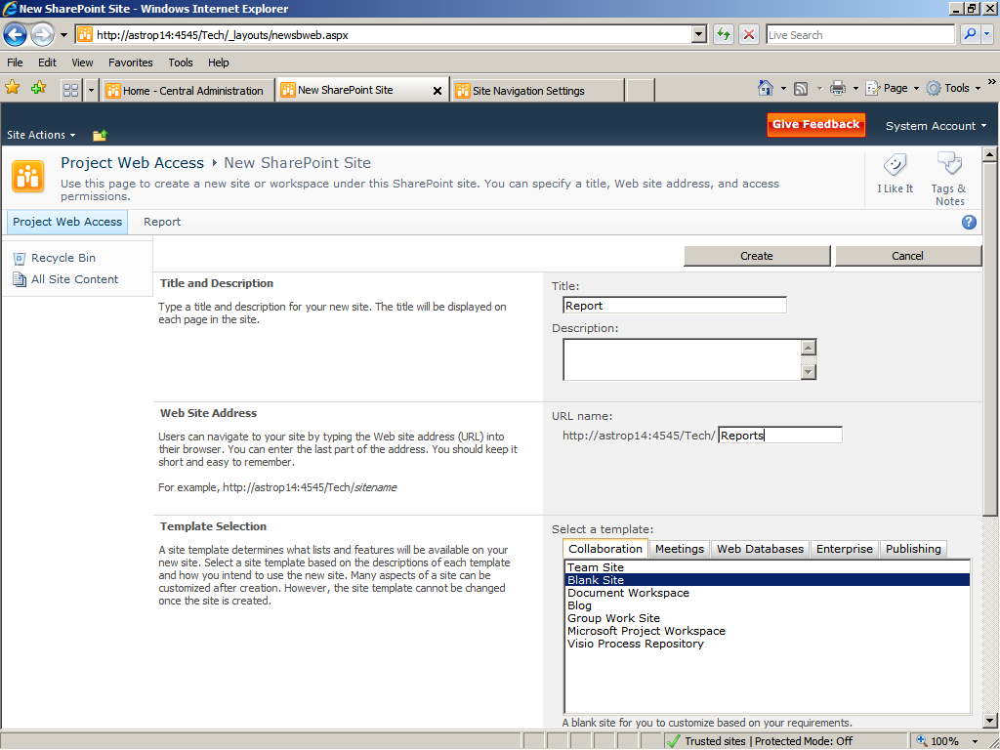 New SharePoint Site - Windows Internet Explorer
http://astrop14:4545/Tech/_layouts/newsbweb.aspx
Live Search
File Edit View Favorites Tools Help
Home - Central Administration
New SharePoint Site
Site Navigation Settings
Page
Tools
Site Actions
Give Feedback
System Account
Project Web Access
New SharePoint Site
Use this page to create a new site or workspace under this SharePoint site. You can specify a title, Web site address, and access
permissions.
I Like It
Tags &
Notes
Project Web Access
Report
Recycle Bin
All Site Content
Create
Cancel
Title and Description
Type a title and description for your new site. The title will be displayed on
each page in the site.
Title:
Report
Description:
Web Site Address
Users can navigate to your site by typing the Web site address (URL) into
their browser. You can enter the last part of the address. You should keep it
short and easy to remember.
For example, http://astrop14:4545/Tech/sitename
URL name:
http://astrop14:4545/Tech/ Reports
Template Selection
A site template determines what lists and features will be available on your
new site. Select a site template based on the descriptions of each template
and how you intend to use the new site. Many aspects of a site can be
customized after creation. However, the site template cannot be changed
once the site is created.
Select a template:
Collaboration Meetings Web Databases Enterprise Publishing
Team Site
Blank Site
Document Workspace
Blog
Group Work Site
Microsoft Project Workspace
Visio Process Repository
A blank site for you to customize based on your requirements.
Trusted sites | Protected Mode: Off
100%